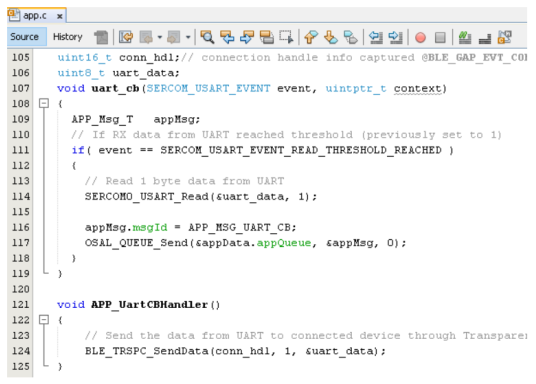 app.c x
Source History
105 uint16_t conn_hdl;// connection handle info captured @BLE_GAP_EVT_CO
106 uint8_t uart_data;
107 void uart_cb(SERCOM_USART_EVENT event, uintptr_t context)
108 {
109 APP_Msg_T appMsg;
110 // If RX data from UART reached threshold (previously set to 1)
111 if( event == SERCOM_USART_EVENT_READ_THRESHOLD_REACHED )
112 {
113 // Read 1 byte data from UART
114 SERCOM0_USART_Read(&uart_data, 1);
115
116 appMsg.msgId = APP_MSG_UART_CB;
117 OSAL_QUEUE_Send(&appData.appQueue, &appMsg, 0);
118 }
119 }
120
121 void APP_UartCBHandler()
122 {
123 // Send the data from UART to connected device through Transparen
124 BLE_TRSPC_SendData(conn_hdl, 1, &uart_data);
125 }